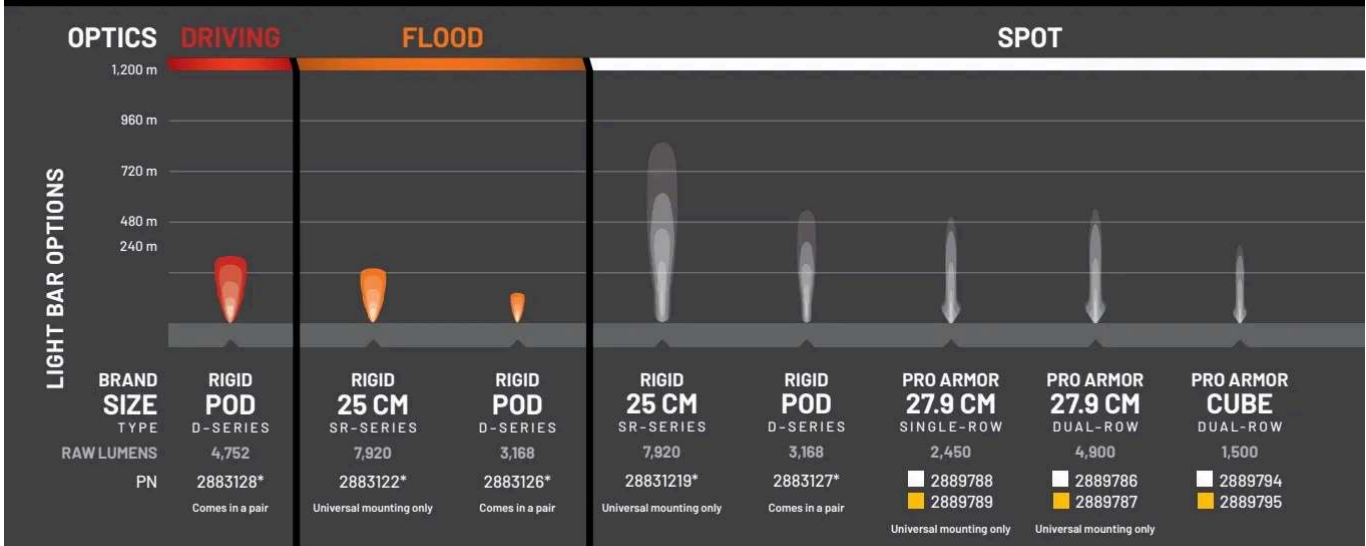 OPTICS DRIVING FLOOD SPOT
1,200 m
960 m
720 m
480 m
240 m
LIGHT BAR OPTIONS
BRAND RIGID RIGID RIGID RIGID RIGID PRO ARMOR PRO ARMOR PRO ARMOR
SIZE POD 25 CM POD 25 CM POD 27.9 CM 27.9 CM CUBE
TYPE D-SERIES SR-SERIES D-SERIES SR-SERIES D-SERIES SINGLE-ROW DUAL-ROW DUAL-ROW
RAW LUMENS 4,752 7,920 3,168 7,920 3,168 2,450 4,900 1,500
PN 2883128* 2883122* 2883126* 28831219* 2883127* 2889788 2889786 2889794
2889789 2889787 2889795
Comes in a pair Universal mounting only Comes in a pair Universal mounting only Comes in a pair
Universal mounting only Universal mounting only